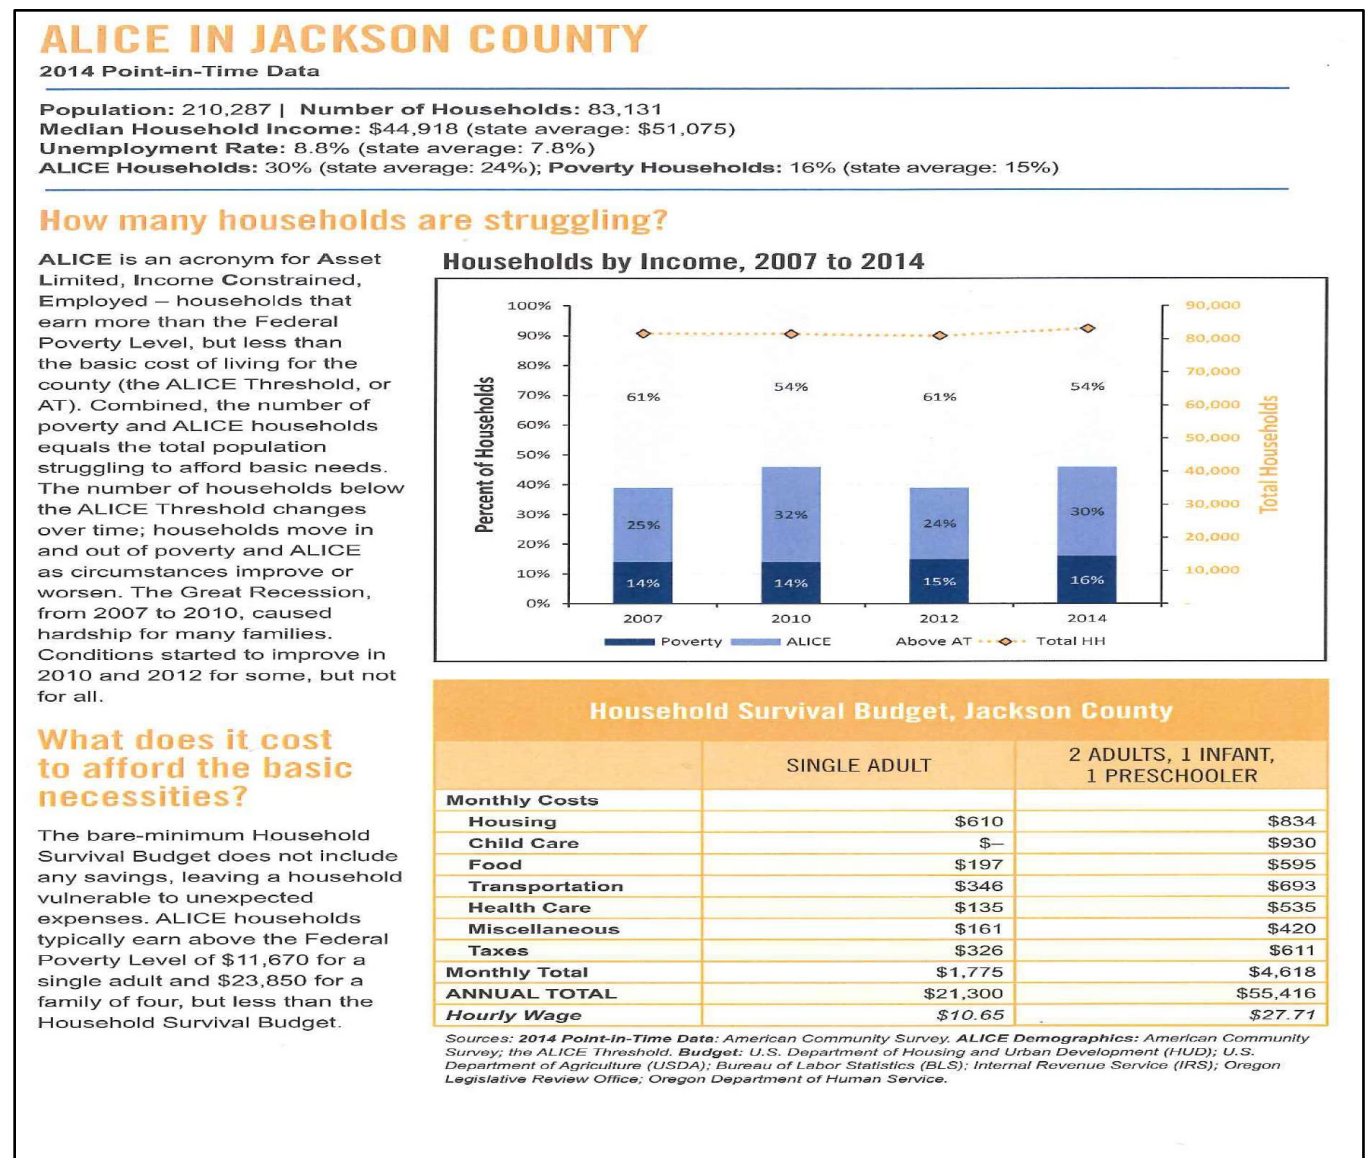 ALICE IN JACKSON COUNTY
2014 Point-in-Time Data
Population: 210,287 | Number of Households: 83,131
Median Household Income: $44,918 (state average: $51,075)
Unemployment Rate: 8.8% (state average: 7.8%)
ALICE Households: 30% (state average: 24%); Poverty Households: 16% (state average: 15%)
How many households are struggling?
ALICE is an acronym for Asset
Limited, Income Constrained,
Employed – households that
earn more than the Federal
Poverty Level, but less than
the basic cost of living for the
county (the ALICE Threshold, or
AT). Combined, the number of
poverty and ALICE households
equals the total population
struggling to afford basic needs.
The number of households below
the ALICE Threshold changes
over time; households move in
and out of poverty and ALICE
as circumstances improve or
worsen. The Great Recession,
from 2007 to 2010, caused
hardship for many families.
Conditions started to improve in
2010 and 2012 for some, but not
for all.
What does it cost
to afford the basic
necessities?
The bare-minimum Household
Survival Budget does not include
any savings, leaving a household
vulnerable to unexpected
expenses. ALICE households
typically earn above the Federal
Poverty Level of $11,670 for a
single adult and $23,850 for a
family of four, but less than the
Household Survival Budget.
Households by Income, 2007 to 2014
Percent of Households
100%
90%
80%
70%
60%
50%
40%
30%
20%
10%
0%
61% 54% 61% 54%
25% 32% 24% 30%
14% 14% 15% 16%
2007 2010 2012 2014
90,000
80,000
70,000
60,000
50,000
40,000
30,000
20,000
10,000
-
Total Households
Poverty ALICE Above AT Total HH
Household Survival Budget, Jackson County
SINGLE ADULT 2 ADULTS, 1 INFANT,
1 PRESCHOOLER
Monthly Costs
Housing $610 $834
Child Care $– $930
Food $197 $595
Transportation $346 $693
Health Care $135 $535
Miscellaneous $161 $420
Taxes $326 $611
Monthly Total $1,775 $4,618
ANNUAL TOTAL $21,300 $55,416
Hourly Wage $10.65 $27.71
Sources: 2014 Point-in-Time Data: American Community Survey. ALICE Demographics: American Community
Survey; the ALICE Threshold. Budget: U.S. Department of Housing and Urban Development (HUD); U.S.
Department of Agriculture (USDA); Bureau of Labor Statistics (BLS); Internal Revenue Service (IRS); Oregon
Legislative Review Office; Oregon Department of Human Service.